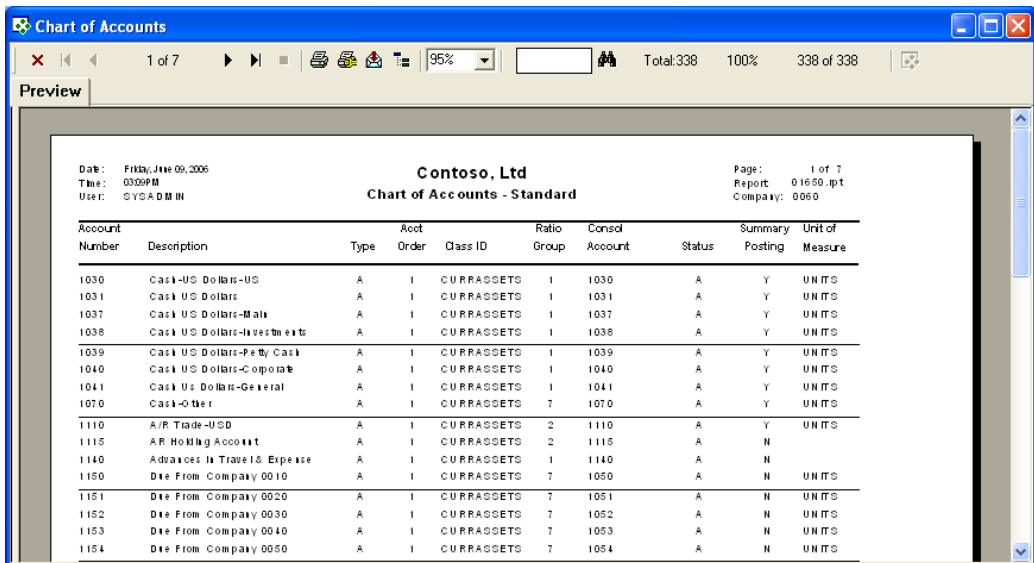 Chart of Accounts
1 of 7 95% Total:338 100% 338 of 338
Preview
Date: Friday, June 09, 2006 Contoso, Ltd Page: 1 of 7
Time: 03:09PM Chart of Accounts - Standard Report: 01650.rpt
User: SYSADMIN Company: 0060
Account Acct Ratio Consol Summary Unit of
Number Description Type Order Class ID Group Account Status Posting Measure
1030 Cash-US Dollars-US A 1 CURRASSETS 1 1030 A Y UNITS
1031 Cash US Dollars A 1 CURRASSETS 1 1031 A Y UNITS
1037 Cash US Dollars-Main A 1 CURRASSETS 1 1037 A Y UNITS
1038 Cash US Dollars-Investments A 1 CURRASSETS 1 1038 A Y UNITS
1039 Cash US Dollars-Petty Cash A 1 CURRASSETS 1 1039 A Y UNITS
1040 Cash US Dollars-Corporate A 1 CURRASSETS 1 1040 A Y UNITS
1041 Cash Us Dollars-General A 1 CURRASSETS 1 1041 A Y UNITS
1070 Cash-Other A 1 CURRASSETS 7 1070 A Y UNITS
1110 A/R Trade-USD A 1 CURRASSETS 2 1110 A Y UNITS
1115 AR Holding Account A 1 CURRASSETS 2 1115 A N
1140 Advances In Travel & Expense A 1 CURRASSETS 1 1140 A N
1150 Due From Company 0010 A 1 CURRASSETS 7 1050 A N UNITS
1151 Due From Company 0020 A 1 CURRASSETS 7 1051 A N UNITS
1152 Due From Company 0030 A 1 CURRASSETS 7 1052 A N UNITS
1153 Due From Company 0040 A 1 CURRASSETS 7 1053 A N UNITS
1154 Due From Company 0050 A 1 CURRASSETS 7 1054 A N UNITS